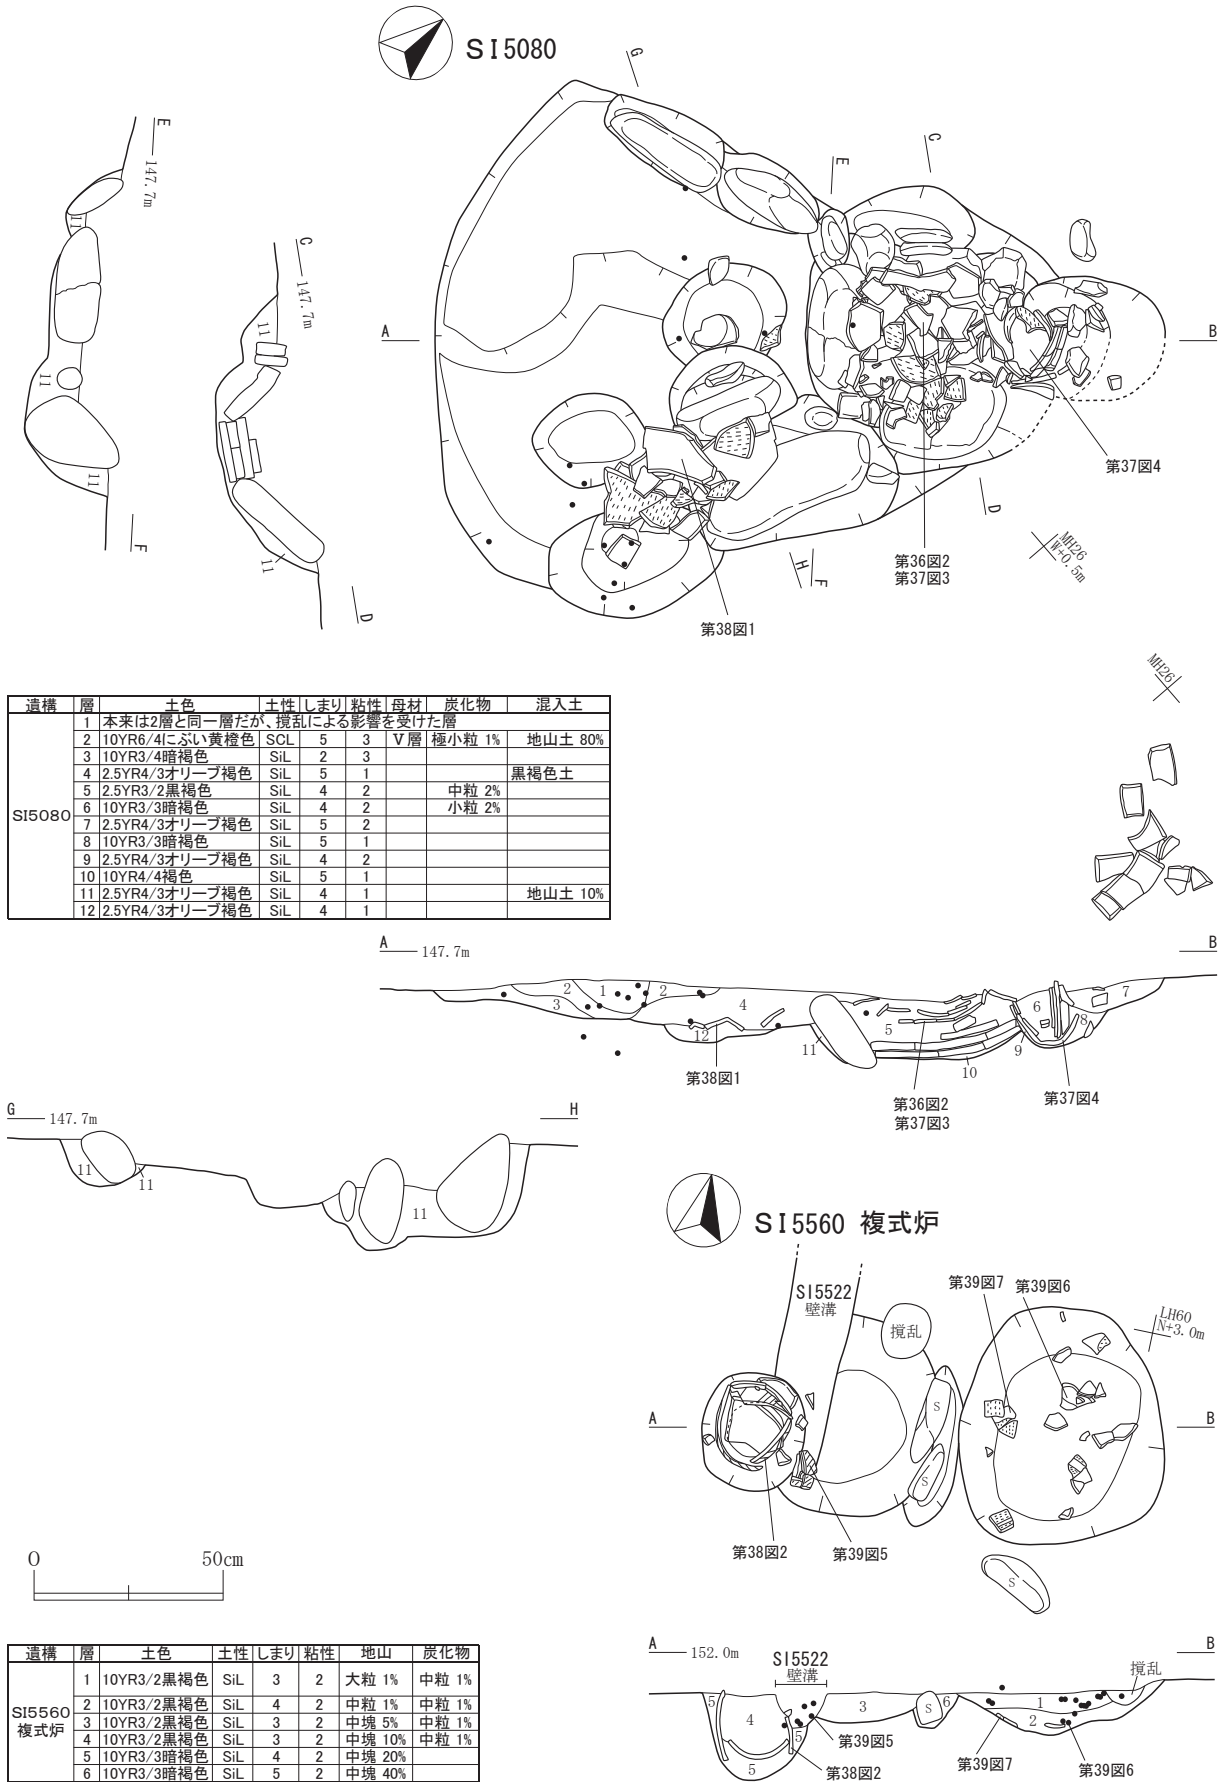 SI5080
G
C
E
E
147.7m
11
11
11
F
C
147.7m
11
11
D
A
B
第37図4
D
MH26
W+0.5m
第36図2
第37図3
H
F
第38図1
MH26
遺構 層 土色 土性 しまり 粘性 母材 炭化物 混入土
SI5080
1 本来は2層と同一層だが、撹乱による影響を受けた層
2 10YR6/4にぶい黄橙色 SCL 5 3 Ⅴ層 極小粒 1% 地山土 80%
3 10YR3/4暗褐色 SiL 2 3
4 2.5YR4/3オリーブ褐色 SiL 5 1 黒褐色土
5 2.5YR3/2黒褐色 SiL 4 2 中粒 2%
6 10YR3/3暗褐色 SiL 4 2 小粒 2%
7 2.5YR4/3オリーブ褐色 SiL 5 2
8 10YR3/3暗褐色 SiL 5 1
9 2.5YR4/3オリーブ褐色 SiL 4 2
10 10YR4/4褐色 SiL 5 1
11 2.5YR4/3オリーブ褐色 SiL 4 1 地山土 10%
12 2.5YR4/3オリーブ褐色 SiL 4 1
A 147.7m B
2 1 2 3 4 12 11 5 10 9 6 8 7
第38図1
第36図2
第37図3
第37図4
G 147.7m H
11 11 11
SI5560 複式炉
SI5522
壁溝
撹乱
第39図7 第39図6
LH60
N+3.0m
A
B
S
S
S
第38図2
第39図5
0 50cm
遺構 層 土色 土性 しまり 粘性 地山 炭化物
SI5560
複式炉
1 10YR3/2黒褐色 SiL 3 2 大粒 1% 中粒 1%
2 10YR3/2黒褐色 SiL 4 2 中粒 1% 中粒 1%
3 10YR3/2黒褐色 SiL 3 2 中塊 5% 中粒 1%
4 10YR3/2黒褐色 SiL 3 2 中塊 10% 中粒 1%
5 10YR3/3暗褐色 SiL 4 2 中塊 20%
6 10YR3/3暗褐色 SiL 5 2 中塊 40%
A 152.0m B
SI5522
壁溝
撹乱
5 4 5 5 3 S 6 1 2
第39図5
第38図2
第39図7
第39図6